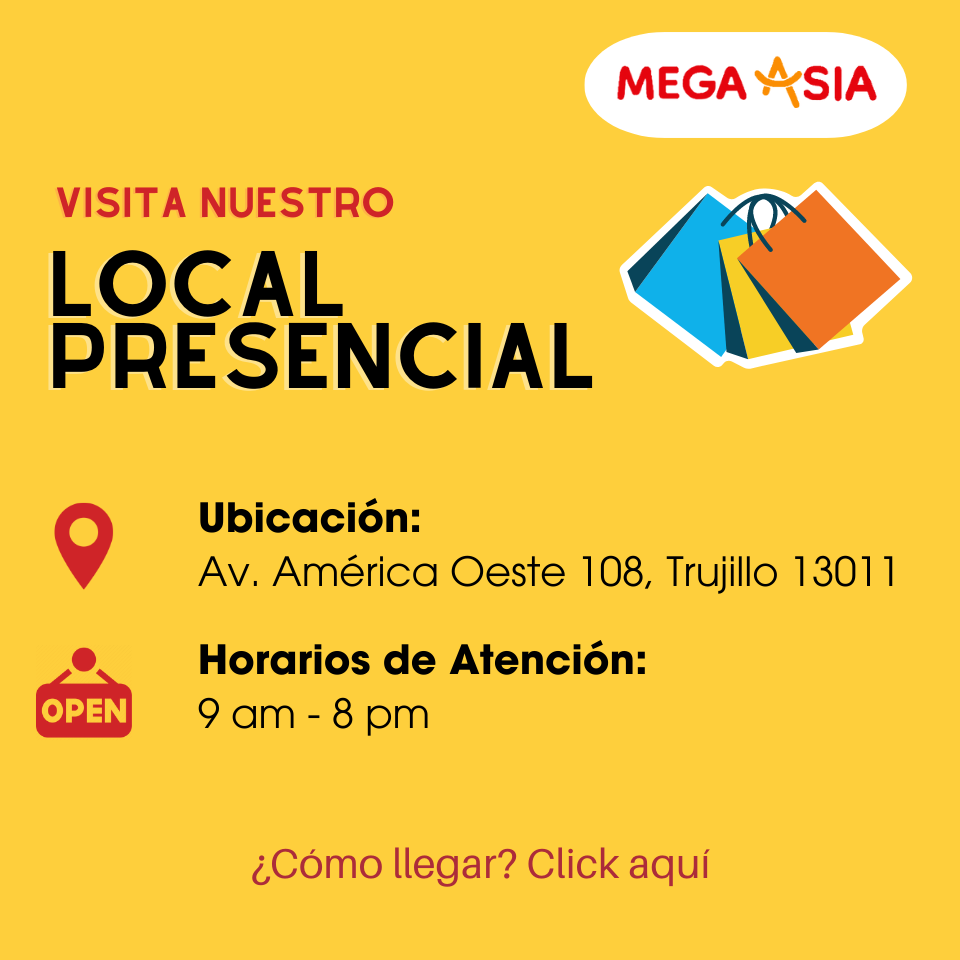 MEGA ASIA
VISITA NUESTRO
LOCAL
PRESENCIAL
Ubicación:
Av. América Oeste 108, Trujillo 13011
Horarios de Atención:
OPEN
9 am - 8 pm
¿Cómo llegar? Click aquí